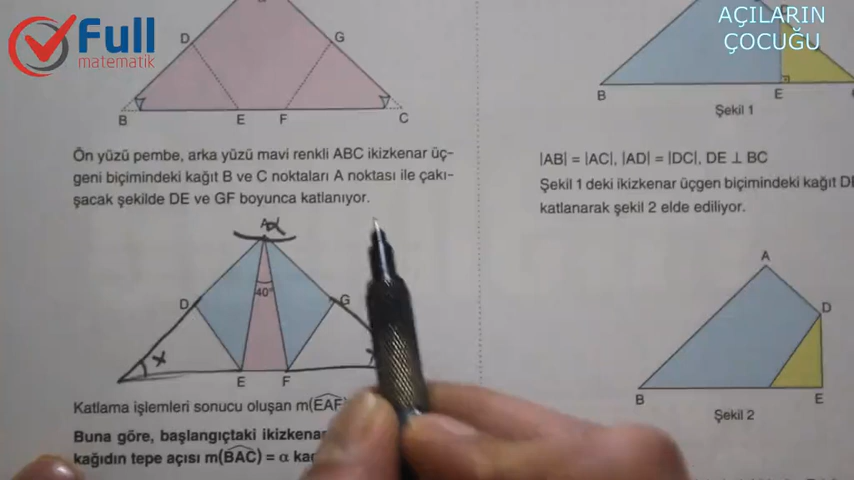 Full
matematik
AÇILARIN
ÇOCUĞU
D
G
B
E
F
C
B
E
Şekil 1
Ön yüzü pembe, arka yüzü mavi renkli ABC ikizkenar üç-
geni biçimindeki kağıt B ve C noktaları A noktası ile çakı-
şacak şekilde DE ve GF boyunca katlanıyor.
|AB| = |AC|, |AD| = |DC|, DE ⊥ BC
Şekil 1 deki ikizkenar üçgen biçimindeki kağıt DE
katlanarak şekil 2 elde ediliyor.
α
40°
D
G
x
E
F
A
D
B
E
Şekil 2
Katlama işlemleri sonucu oluşan m(EAF)
Buna göre, başlangıçtaki ikizkenar
kağıdın tepe açısı m(BAC) = α